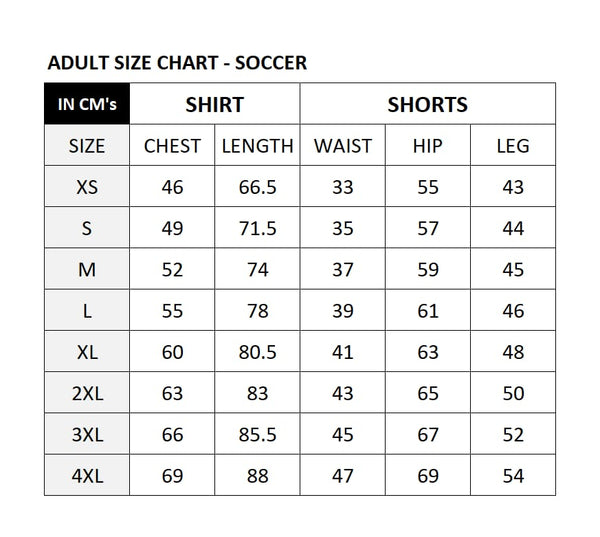 ADULT SIZE CHART - SOCCER
IN CM's SHIRT SHORTS
SIZE CHEST LENGTH WAIST HIP LEG
XS 46 66.5 33 55 43
S 49 71.5 35 57 44
M 52 74 37 59 45
L 55 78 39 61 46
XL 60 80.5 41 63 48
2XL 63 83 43 65 50
3XL 66 85.5 45 67 52
4XL 69 88 47 69 54